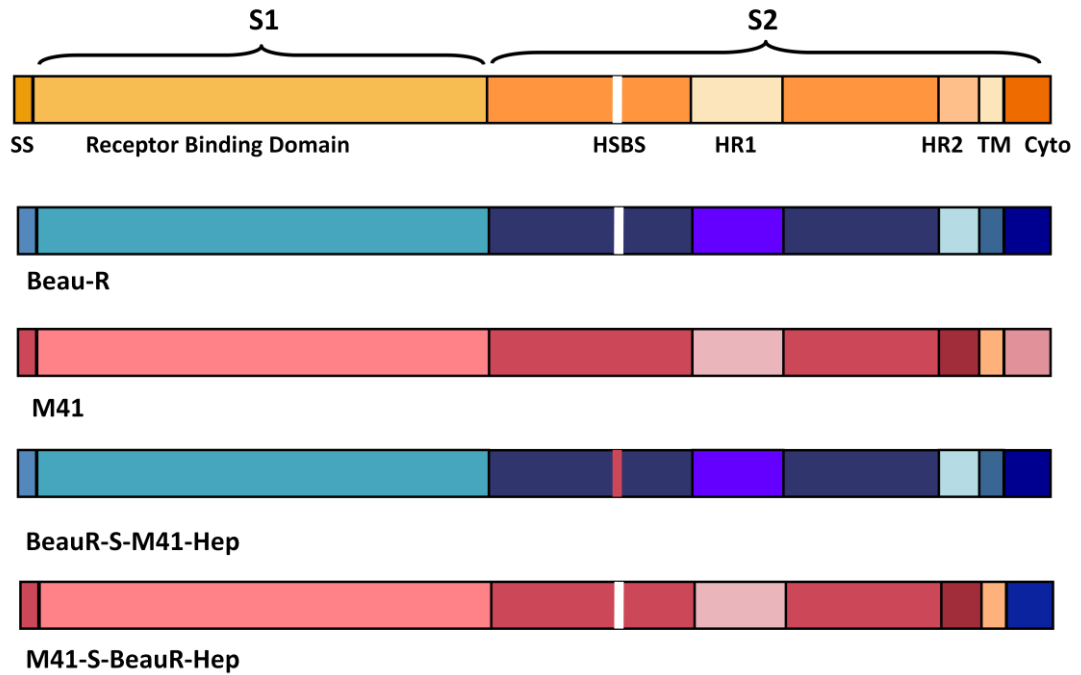 S1 S2
SS Receptor Binding Domain HSBS HR1 HR2 TM Cyto
Beau-R
M41
BeauR-S-M41-Hep
M41-S-BeauR-Hep